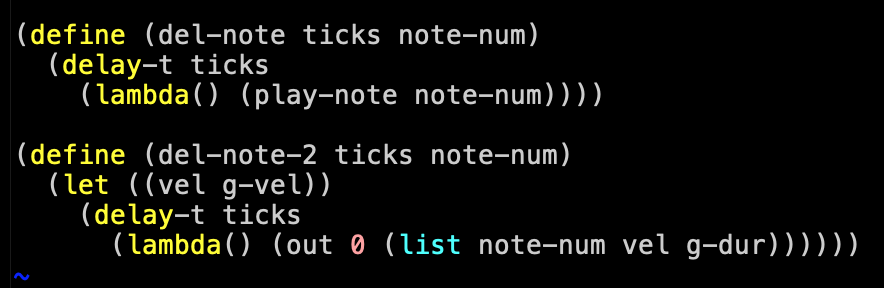 (define (del-note ticks note-num)
  (delay-t ticks
    (lambda() (play-note note-num))))
(define (del-note-2 ticks note-num)
  (let ((vel g-vel))
    (delay-t ticks
      (lambda() (out 0 (list note-num vel g-dur))))))
~